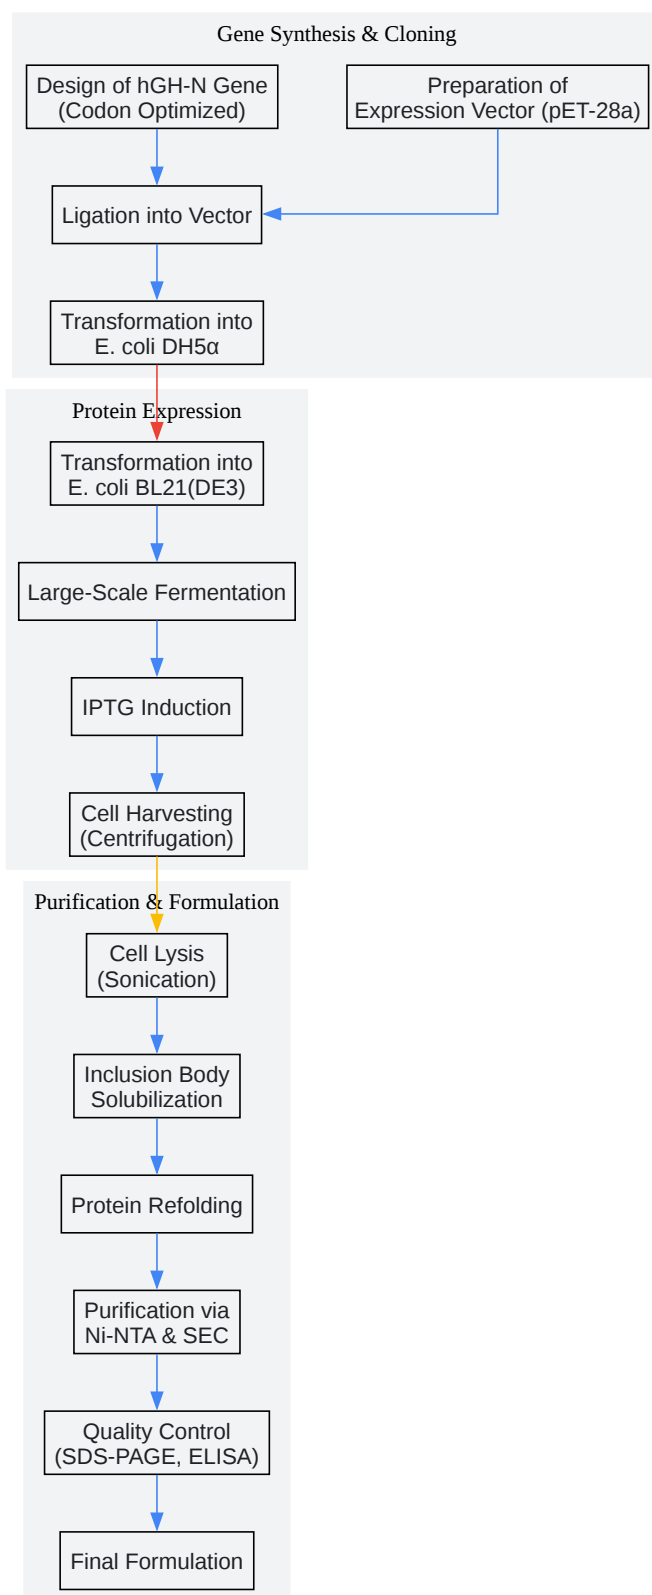 Gene Synthesis & Cloning
Design of hGH-N Gene
(Codon Optimized)
Preparation of
Expression Vector (pET-28a)
Ligation into Vector
Transformation into
E. coli DH5α
Protein Expression
Transformation into
E. coli BL21(DE3)
Large-Scale Fermentation
IPTG Induction
Cell Harvesting
(Centrifugation)
Purification & Formulation
Cell Lysis
(Sonication)
Inclusion Body
Solubilization
Protein Refolding
Purification via
Ni-NTA & SEC
Quality Control
(SDS-PAGE, ELISA)
Final Formulation